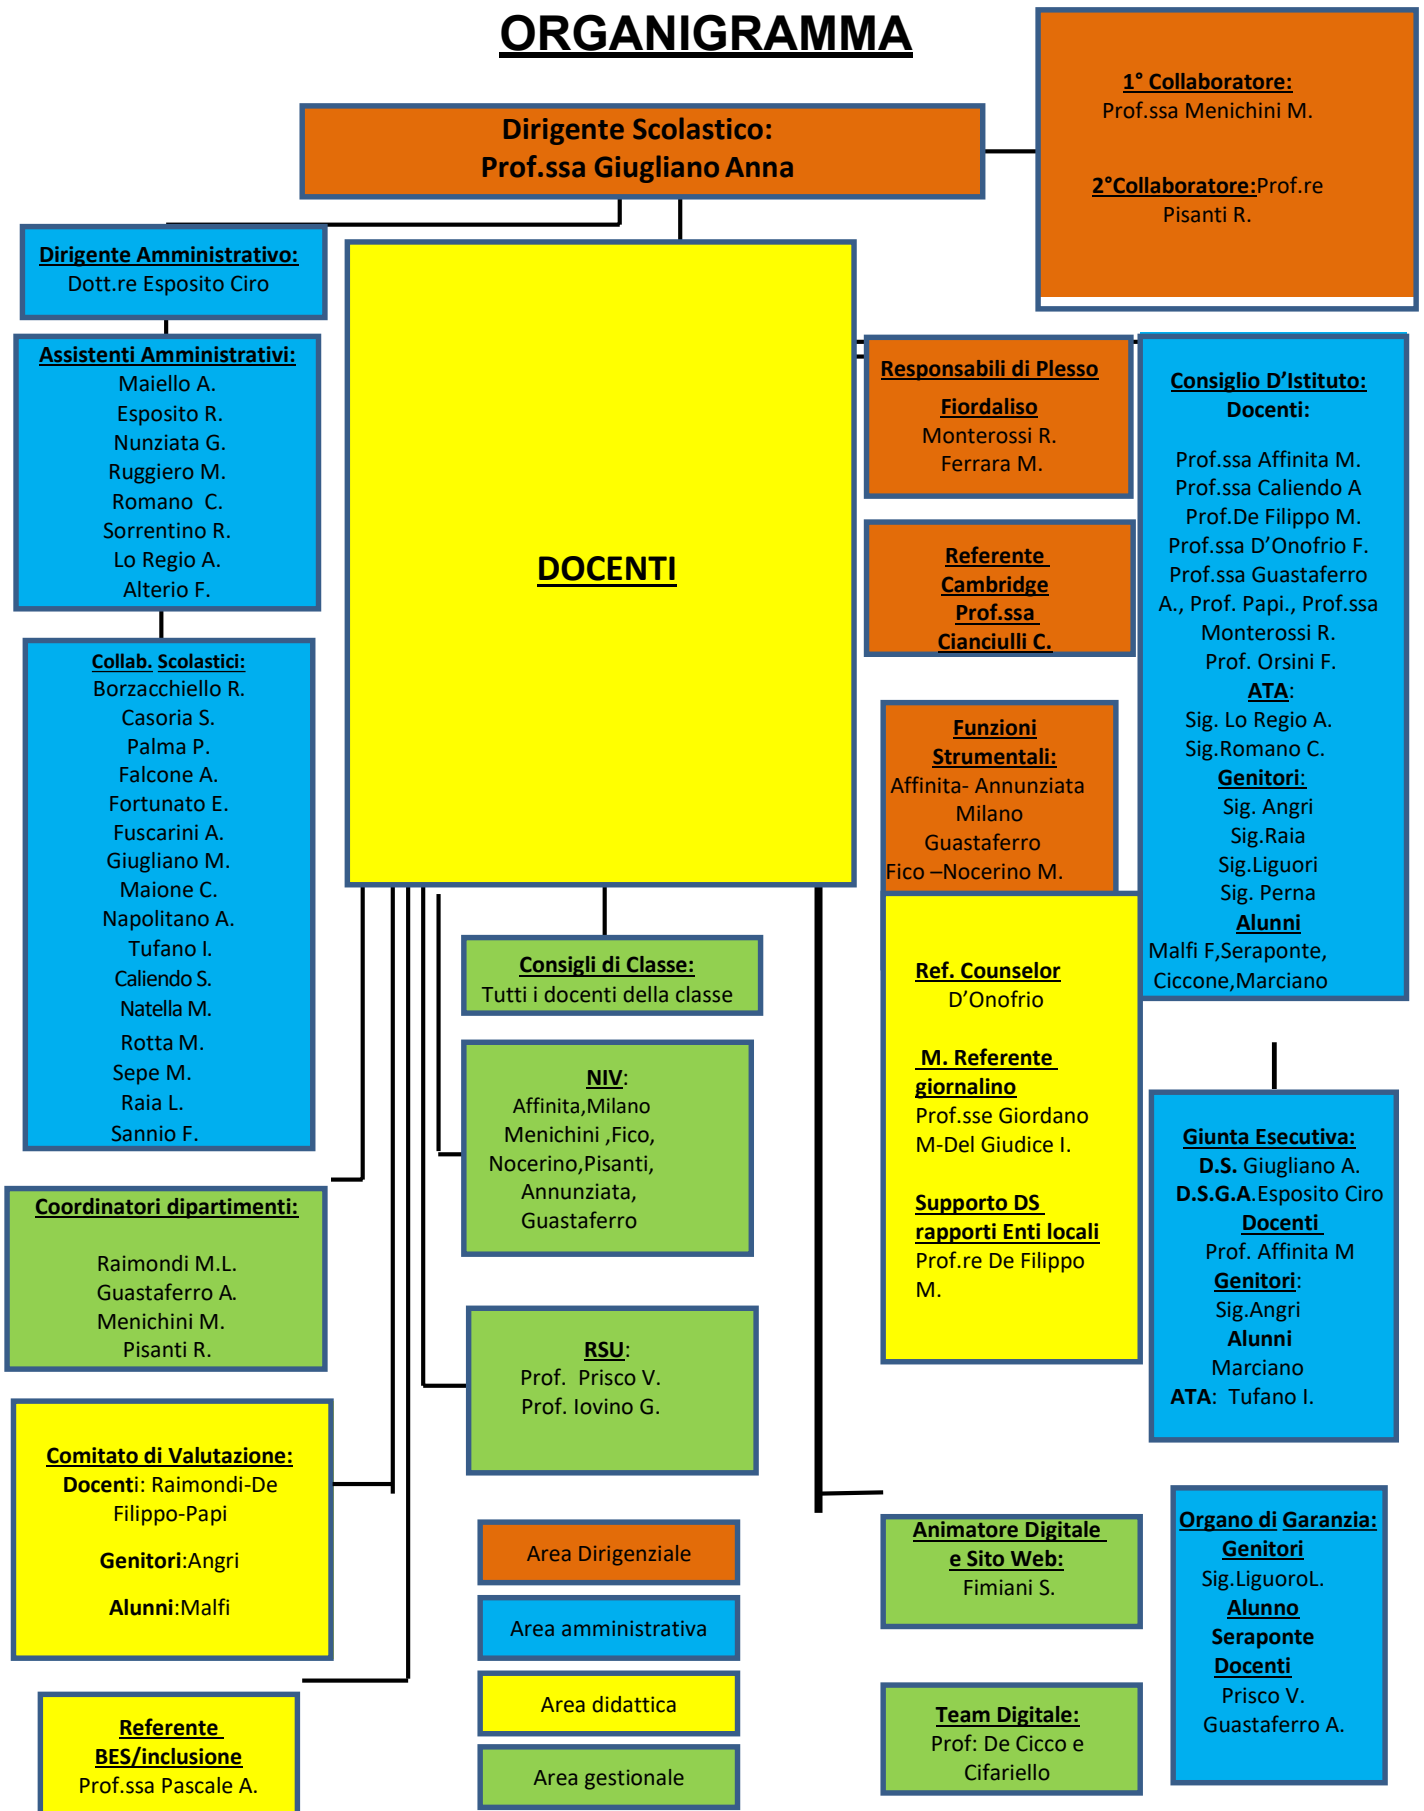 ORGANIGRAMMA
1° Collaboratore:
Prof.ssa Menichini M.
2°Collaboratore:Prof.re
Pisanti R.
Dirigente Scolastico:
Prof.ssa Giugliano Anna
Dirigente Amministrativo:
Dott.re Esposito Ciro
Assistenti Amministrativi:
Maiello A.
Esposito R.
Nunziata G.
Ruggiero M.
Romano C.
Sorrentino R.
Lo Regio A.
Alterio F.
Collab. Scolastici:
Borzacchiello R.
Casoria S.
Palma P.
Falcone A.
Fortunato E.
Fuscarini A.
Giugliano M.
Maione C.
Napolitano A.
Tufano I.
Caliendo S.
Natella M.
Rotta M.
Sepe M.
Raia L.
Sannio F.
DOCENTI
Responsabili di Plesso
Fiordaliso
Monterossi R.
Ferrara M.
Referente
Cambridge
Prof.ssa
Cianciulli C.
Funzioni
Strumentali:
Affinita- Annunziata
Milano
Guastaferro
Fico –Nocerino M.
Ref. Counselor
D'Onofrio
M. Referente
giornalino
Prof.sse Giordano
M-Del Giudice I.
Supporto DS
rapporti Enti locali
Prof.re De Filippo
M.
Consiglio D'Istituto:
Docenti:
Prof.ssa Affinita M.
Prof.ssa Caliendo A
Prof.De Filippo M.
Prof.ssa D'Onofrio F.
Prof.ssa Guastaferro
A., Prof. Papi., Prof.ssa
Monterossi R.
Prof. Orsini F.
ATA:
Sig. Lo Regio A.
Sig.Romano C.
Genitori:
Sig. Angri
Sig.Raia
Sig.Liguori
Sig. Perna
Alunni
Malfi F,Seraponte,
Ciccone,Marciano
Giunta Esecutiva:
D.S. Giugliano A.
D.S.G.A.Esposito Ciro
Docenti
Prof. Affinita M
Genitori:
Sig.Angri
Alunni
Marciano
ATA: Tufano I.
Consigli di Classe:
Tutti i docenti della classe
NIV:
Affinita,Milano
Menichini ,Fico,
Nocerino,Pisanti,
Annunziata,
Guastaferro
RSU:
Prof. Prisco V.
Prof. Iovino G.
Coordinatori dipartimenti:
Raimondi M.L.
Guastaferro A.
Menichini M.
Pisanti R.
Comitato di Valutazione:
Docenti: Raimondi-De
Filippo-Papi
Genitori:Angri
Alunni:Malfi
Referente
BES/inclusione
Prof.ssa Pascale A.
Area Dirigenziale
Area amministrativa
Area didattica
Area gestionale
Animatore Digitale
e Sito Web:
Fimiani S.
Team Digitale:
Prof: De Cicco e
Cifariello
Organo di Garanzia:
Genitori
Sig.LiguoroL.
Alunno
Seraponte
Docenti
Prisco V.
Guastaferro A.